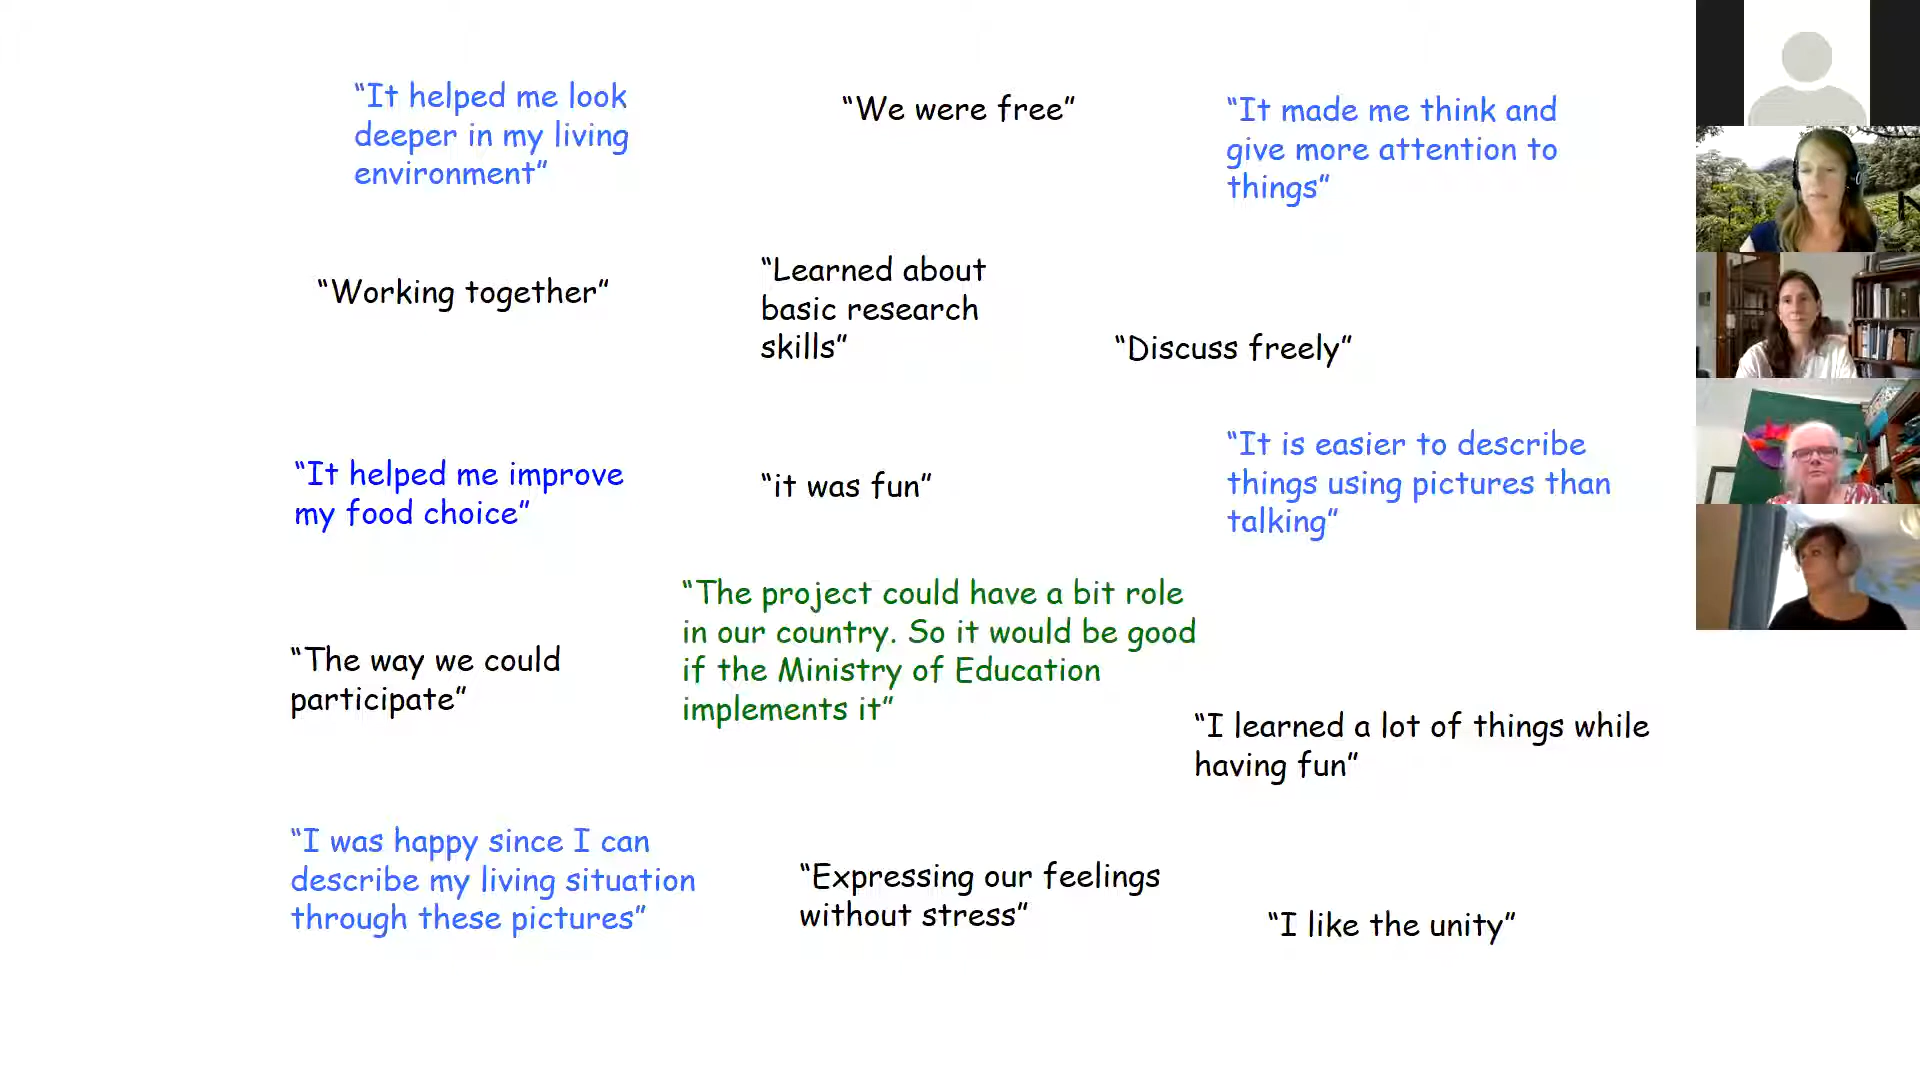 “It helped me look
deeper in my living
environment”
“We were free”
“It made me think and
give more attention to
things”
“Working together”
“Learned about
basic research
skills”
“Discuss freely”
“It helped me improve
my food choice”
“it was fun”
“It is easier to describe
things using pictures than
talking”
“The way we could
participate”
“The project could have a bit role
in our country. So it would be good
if the Ministry of Education
implements it”
“I learned a lot of things while
having fun”
“I was happy since I can
describe my living situation
through these pictures”
“Expressing our feelings
without stress”
“I like the unity”